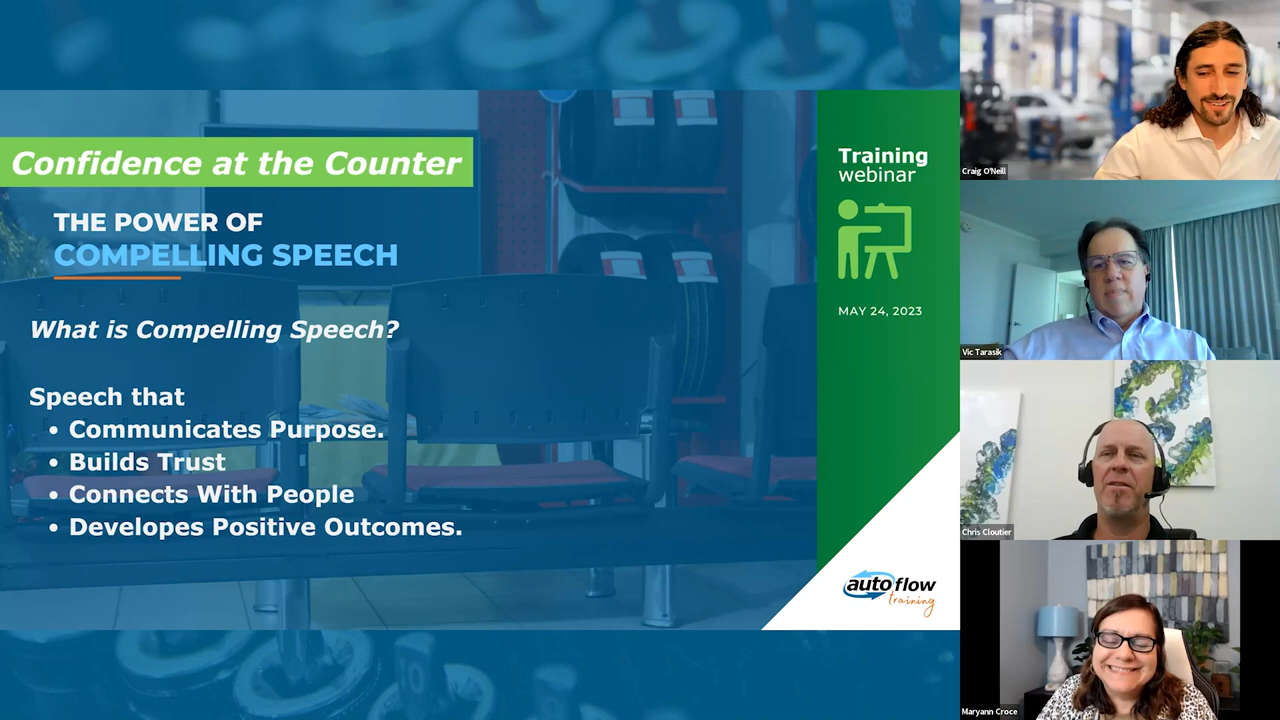 Confidence at the Counter
THE POWER OF
COMPELLING SPEECH
What is Compelling Speech?
Speech that
• Communicates Purpose.
• Builds Trust
• Connects With People
• Developes Positive Outcomes.
Training
webinar
MAY 24, 2023
autoflow
training
Craig O'Neill
Vic Tarasik
Chris Cloutier
Maryann Croce